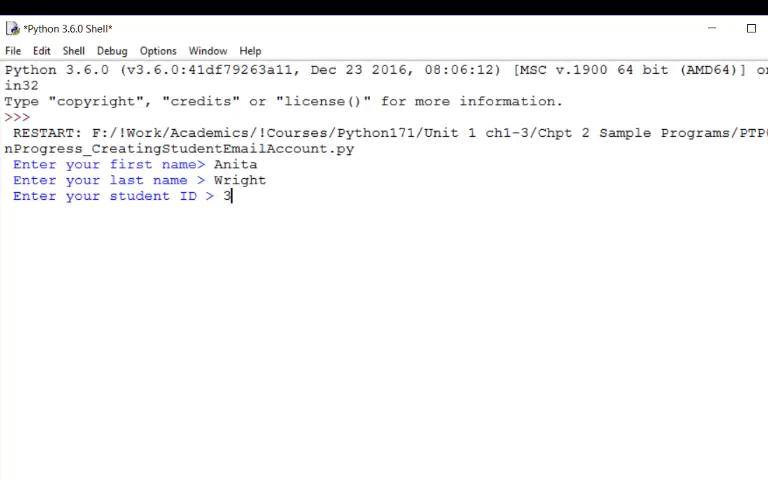 *Python 3.6.0 Shell*
File Edit Shell Debug Options Window Help
Python 3.6.0 (v3.6.0:41df79263a11, Dec 23 2016, 08:06:12) [MSC v.1900 64 bit (AMD64)] on
in32
Type "copyright", "credits" or "license()" for more information.
>>>
RESTART: F:/!Work/Academics/!Courses/Python171/Unit 1 ch1-3/Chpt 2 Sample Programs/PTP
nProgress_CreatingStudentEmailAccount.py
Enter your first name> Anita
Enter your last name > Wright
Enter your student ID > 3